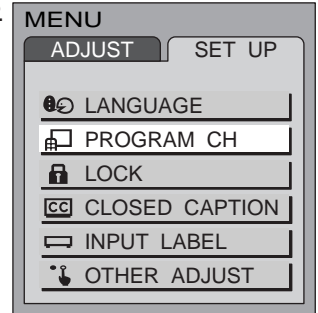 MENU
ADJUST SET UP
LANGUAGE
PROGRAM CH
LOCK
CC CLOSED CAPTION
INPUT LABEL
OTHER ADJUST